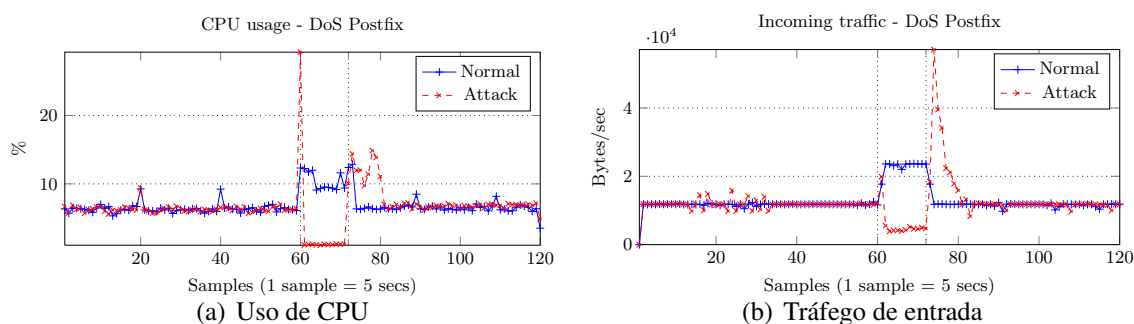 CPU usage - DoS Postfix
%
20
10
Normal
Attack
20 40 60 80 100 120
Samples (1 sample = 5 secs)
(a) Uso de CPU
Incoming traffic - DoS Postfix
·10⁴
Bytes/sec
4
2
0
Normal
Attack
20 40 60 80 100 120
Samples (1 sample = 5 secs)
(b) Tráfego de entrada